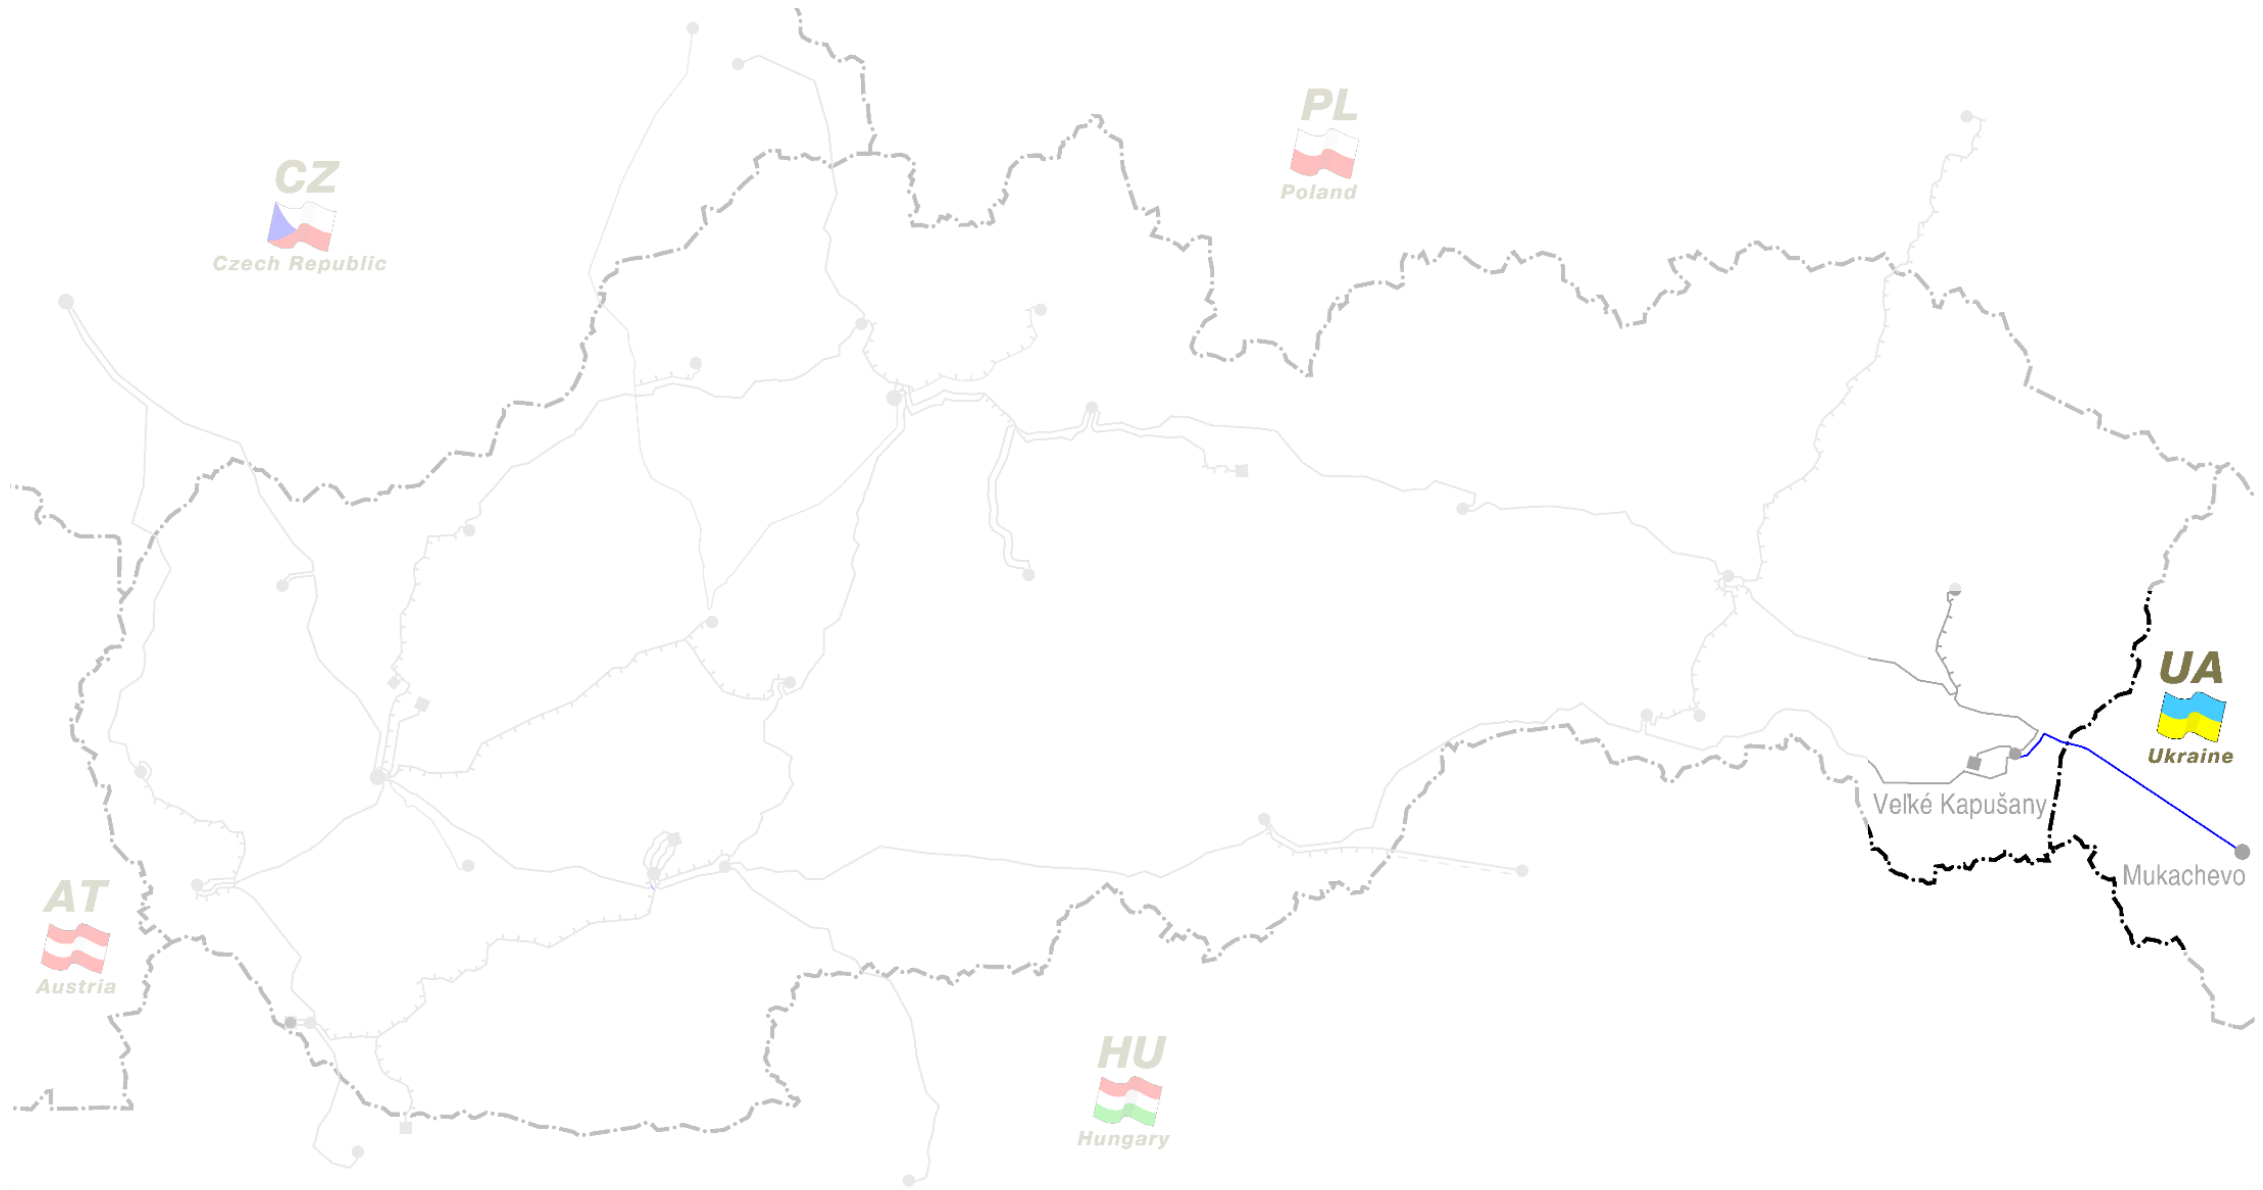 PL
Poland
CZ
Czech Republic
UA
Ukraine
Veľké Kapušany
Mukachevo
AT
Austria
HU
Hungary